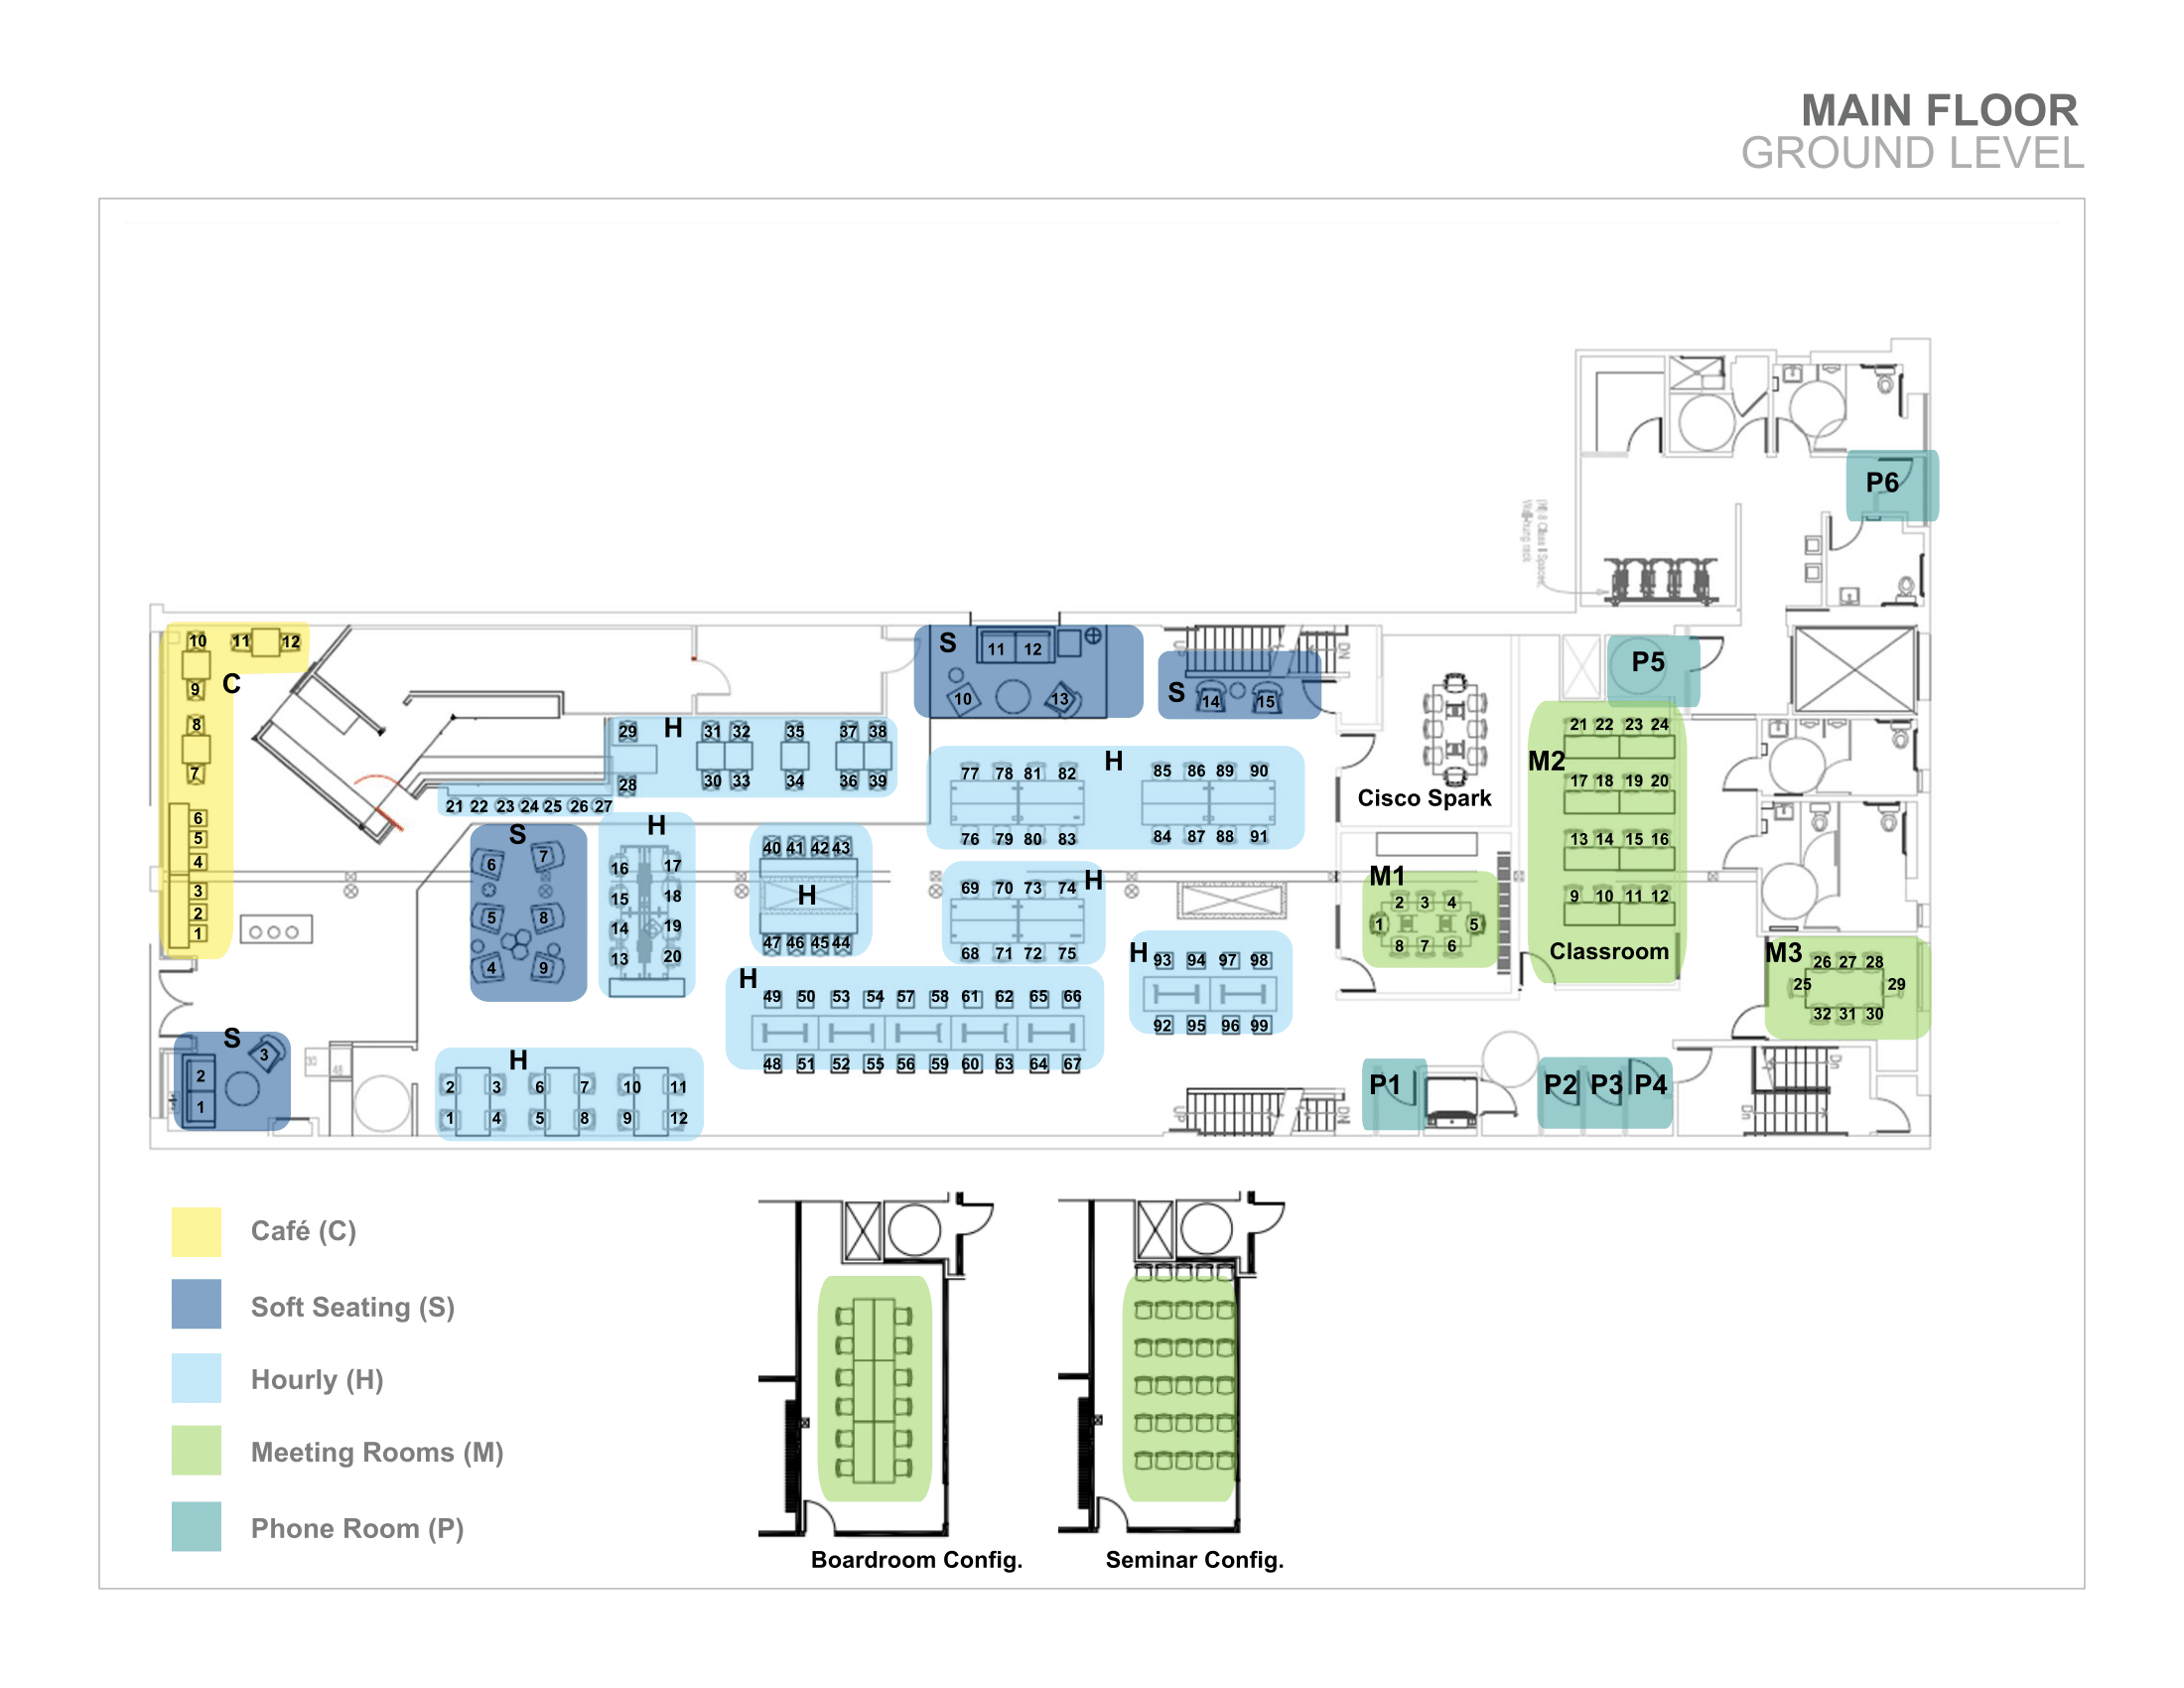 MAIN FLOOR
GROUND LEVEL
P6
10 11 12
9
C
8
7
6
5
4
3
2
1
S
11 12
10 13
S
14 15
P5
29 H 31 32 35 37 38
28 30 33 34 36 39
21 22 23 24 25 26 27
H
77 78 81 82 85 86 89 90
76 79 80 83 84 87 88 91
Cisco Spark
M2
21 22 23 24
17 18 19 20
13 14 15 16
9 10 11 12
Classroom
S
6 7
5 8
4 9
H
16 17
15 18
14 19
13 20
40 41 42 43
H
47 46 45 44
H
69 70 73 74
68 71 72 75
M1
2 3 4
1 5
8 7 6
H
93 94 97 98
92 95 96 99
M3
26 27 28
25 29
32 31 30
H
49 50 53 54 57 58 61 62 65 66
48 51 52 55 56 59 60 63 64 67
S
3
2
1
H
2 3 6 7 10 11
1 4 5 8 9 12
UP
DN
UP
DN
Dn
Dn
P1 P2 P3 P4
Café (C)
Soft Seating (S)
Hourly (H)
Meeting Rooms (M)
Phone Room (P)
Boardroom Config.
Seminar Config.